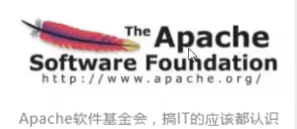 The Apache
Software Foundation
http://www.apache.org/
Apache软件基金会，搞IT的应该都认识